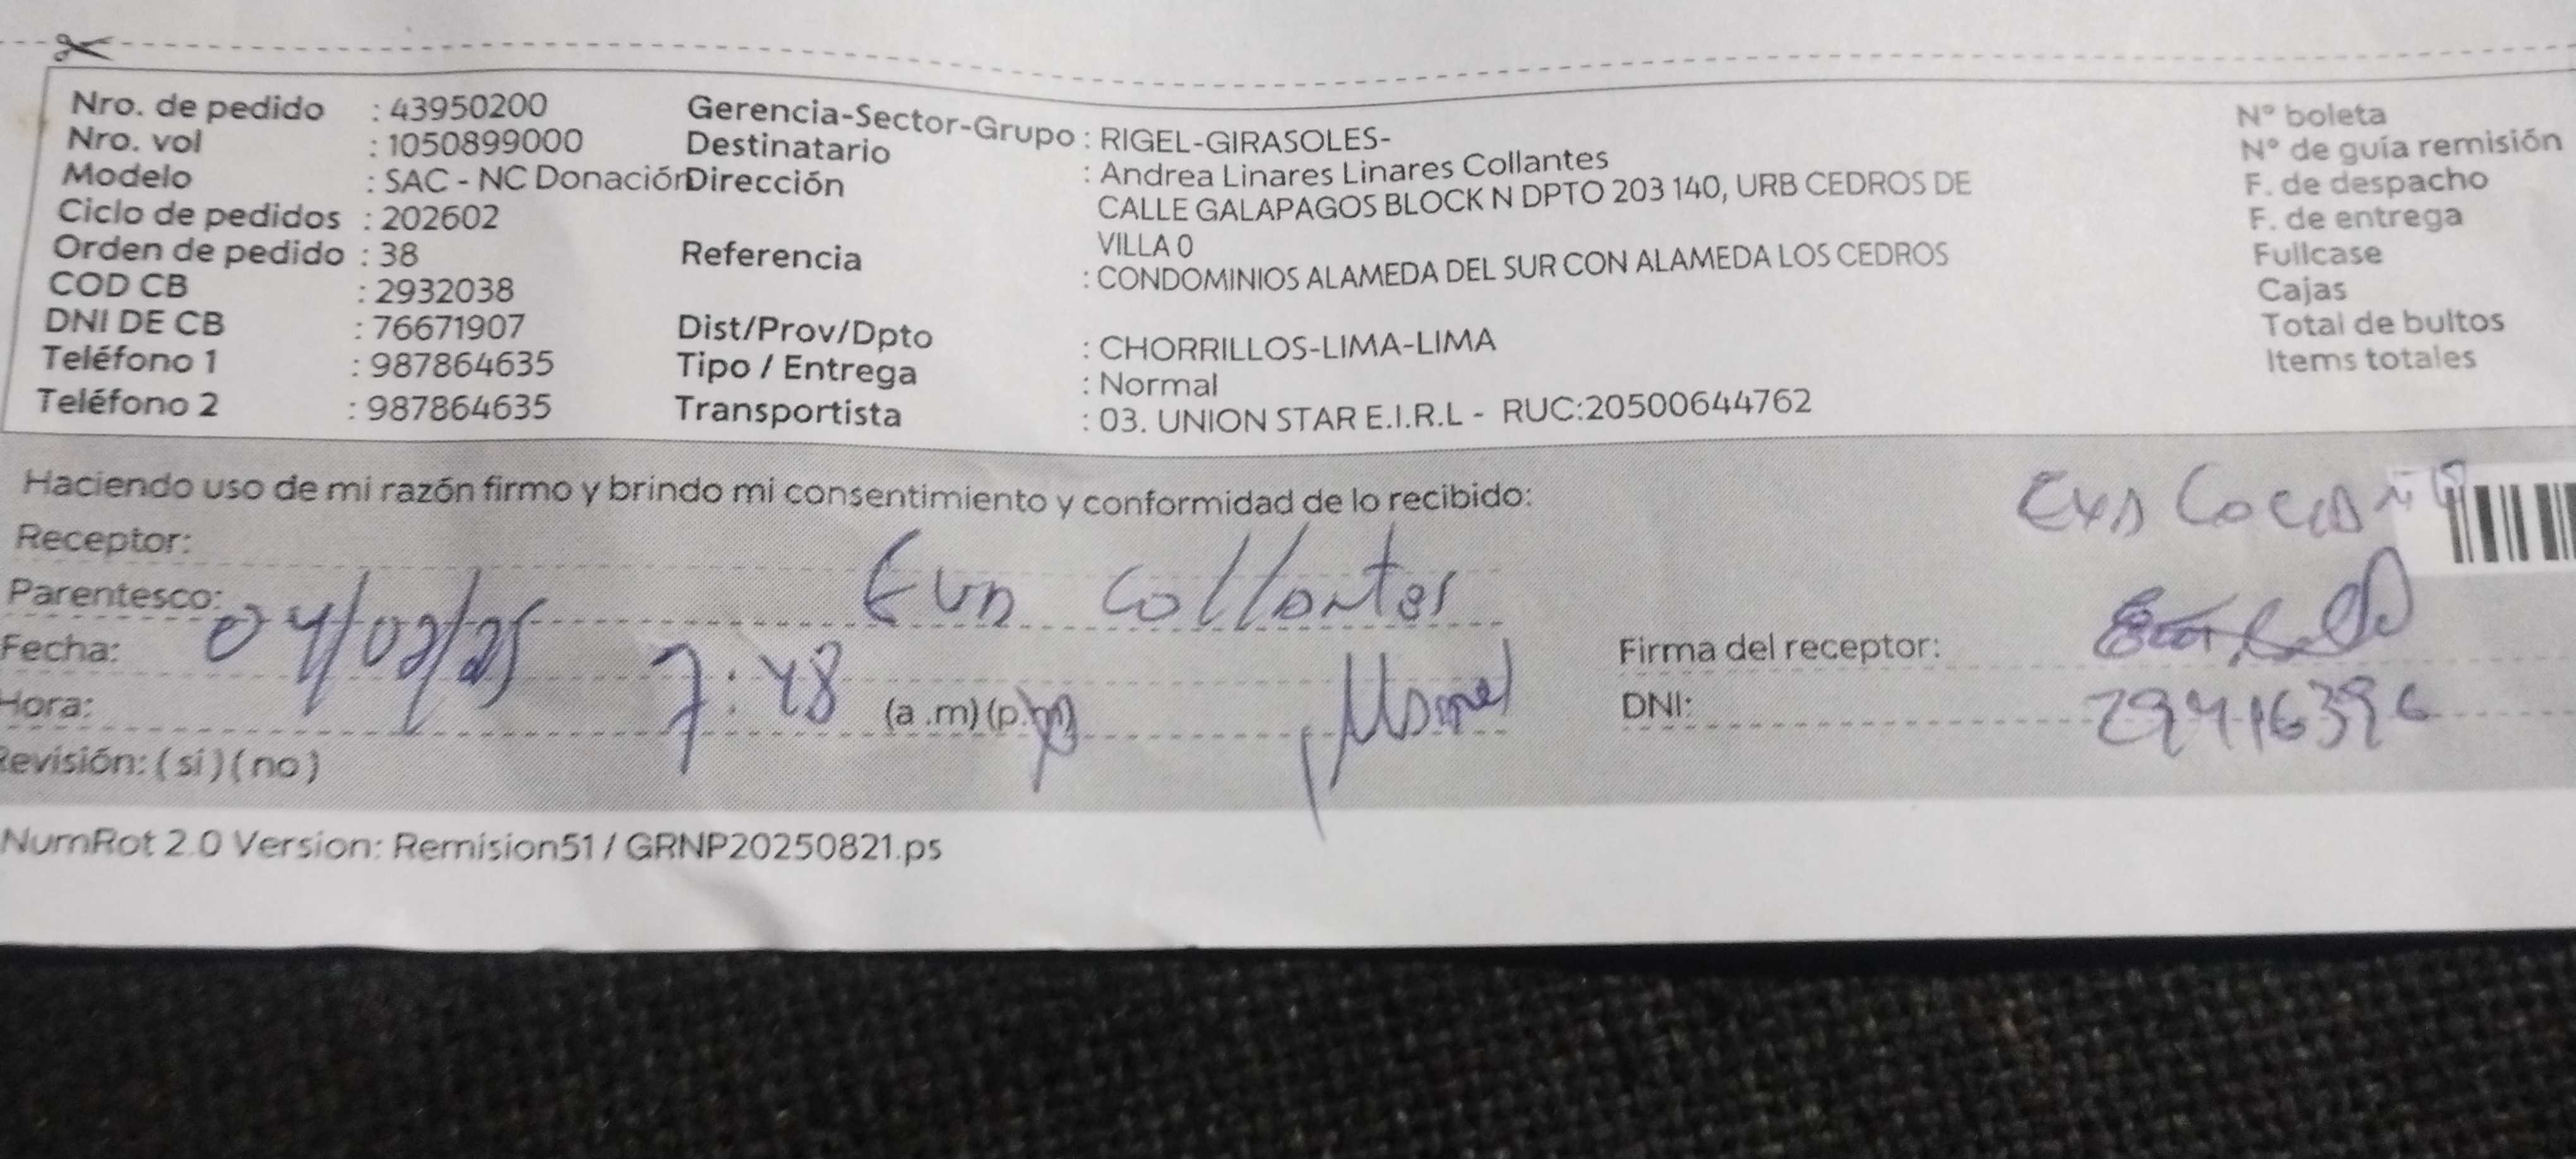 Nro. de pedido : 43950200
Nro. vol : 1050899000
Modelo : SAC - NC Donación
Ciclo de pedidos : 202602
Orden de pedido : 38
COD CB : 2932038
DNI DE CB : 76671907
Teléfono 1 : 987864635
Teléfono 2 : 987864635
Gerencia-Sector-Grupo : RIGEL-GIRASOLES-
Destinatario : Andrea Linares Linares Collantes
Dirección CALLE GALAPAGOS BLOCK N DPTO 203 140, URB CEDROS DE
VILLA 0
Referencia : CONDOMINIOS ALAMEDA DEL SUR CON ALAMEDA LOS CEDROS
Dist/Prov/Dpto : CHORRILLOS-LIMA-LIMA
Tipo / Entrega : Normal
Transportista : 03. UNION STAR E.I.R.L - RUC:20500644762
N° boleta
N° de guía remisión
F. de despacho
F. de entrega
Fullcase
Cajas
Total de bultos
Items totales
Haciendo uso de mi razón firmo y brindo mi consentimiento y conformidad de lo recibido:
Receptor:
Parentesco: Eva Collantes
Fecha: 04/02/25
Hora: 7:48 (a .m) (p.m)
Revisión: ( si ) ( no )
Firma del receptor:
DNI: 29416396
NumRot 2.0 Version: Remision51 / GRNP20250821.ps